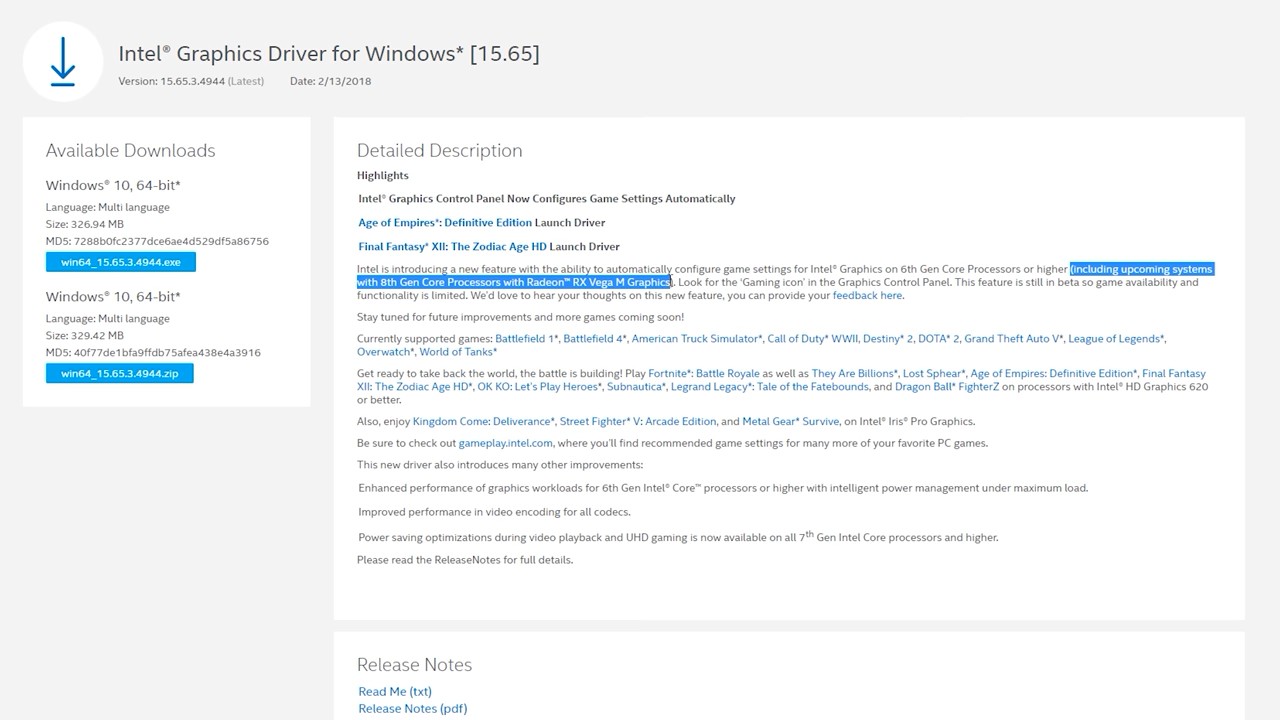 Intel® Graphics Driver for Windows* [15.65]
Version: 15.65.3.4944 (Latest) Date: 2/13/2018
Available Downloads
Windows® 10, 64-bit*
Language: Multi language
Size: 326.94 MB
MD5: 7288b0fc2377dce6ae4d529df5a86756
win64_15.65.3.4944.exe
Windows® 10, 64-bit*
Language: Multi language
Size: 329.42 MB
MD5: 40f77de1bfa9ffdb75afea438e4a3916
win64_15.65.3.4944.zip
Detailed Description
Highlights
Intel® Graphics Control Panel Now Configures Game Settings Automatically
Age of Empires*: Definitive Edition Launch Driver
Final Fantasy* XII: The Zodiac Age HD Launch Driver
Intel is introducing a new feature with the ability to automatically configure game settings for Intel® Graphics on 6th Gen Core Processors or higher (including upcoming systems
with 8th Gen Core Processors with Radeon™ RX Vega M Graphics). Look for the 'Gaming icon' in the Graphics Control Panel. This feature is still in beta so game availability and
functionality is limited. We'd love to hear your thoughts on this new feature, you can provide your feedback here.
Stay tuned for future improvements and more games coming soon!
Currently supported games: Battlefield 1*, Battlefield 4*, American Truck Simulator*, Call of Duty* WWII, Destiny* 2, DOTA* 2, Grand Theft Auto V*, League of Legends*,
Overwatch*, World of Tanks*
Get ready to take back the world, the battle is building! Play Fortnite*: Battle Royale as well as They Are Billions*, Lost Sphear*, Age of Empires: Definitive Edition*, Final Fantasy
XII: The Zodiac Age HD*, OK KO: Let's Play Heroes*, Subnautica*, Legrand Legacy*: Tale of the Fatebounds, and Dragon Ball* FighterZ on processors with Intel® HD Graphics 620
or better.
Also, enjoy Kingdom Come: Deliverance*, Street Fighter* V: Arcade Edition, and Metal Gear* Survive, on Intel® Iris® Pro Graphics.
Be sure to check out gameplay.intel.com, where you'll find recommended game settings for many more of your favorite PC games.
This new driver also introduces many other improvements:
Enhanced performance of graphics workloads for 6th Gen Intel® Core™ processors or higher with intelligent power management under maximum load.
Improved performance in video encoding for all codecs.
Power saving optimizations during video playback and UHD gaming is now available on all 7th Gen Intel Core processors and higher.
Please read the ReleaseNotes for full details.
Release Notes
Read Me (txt)
Release Notes (pdf)